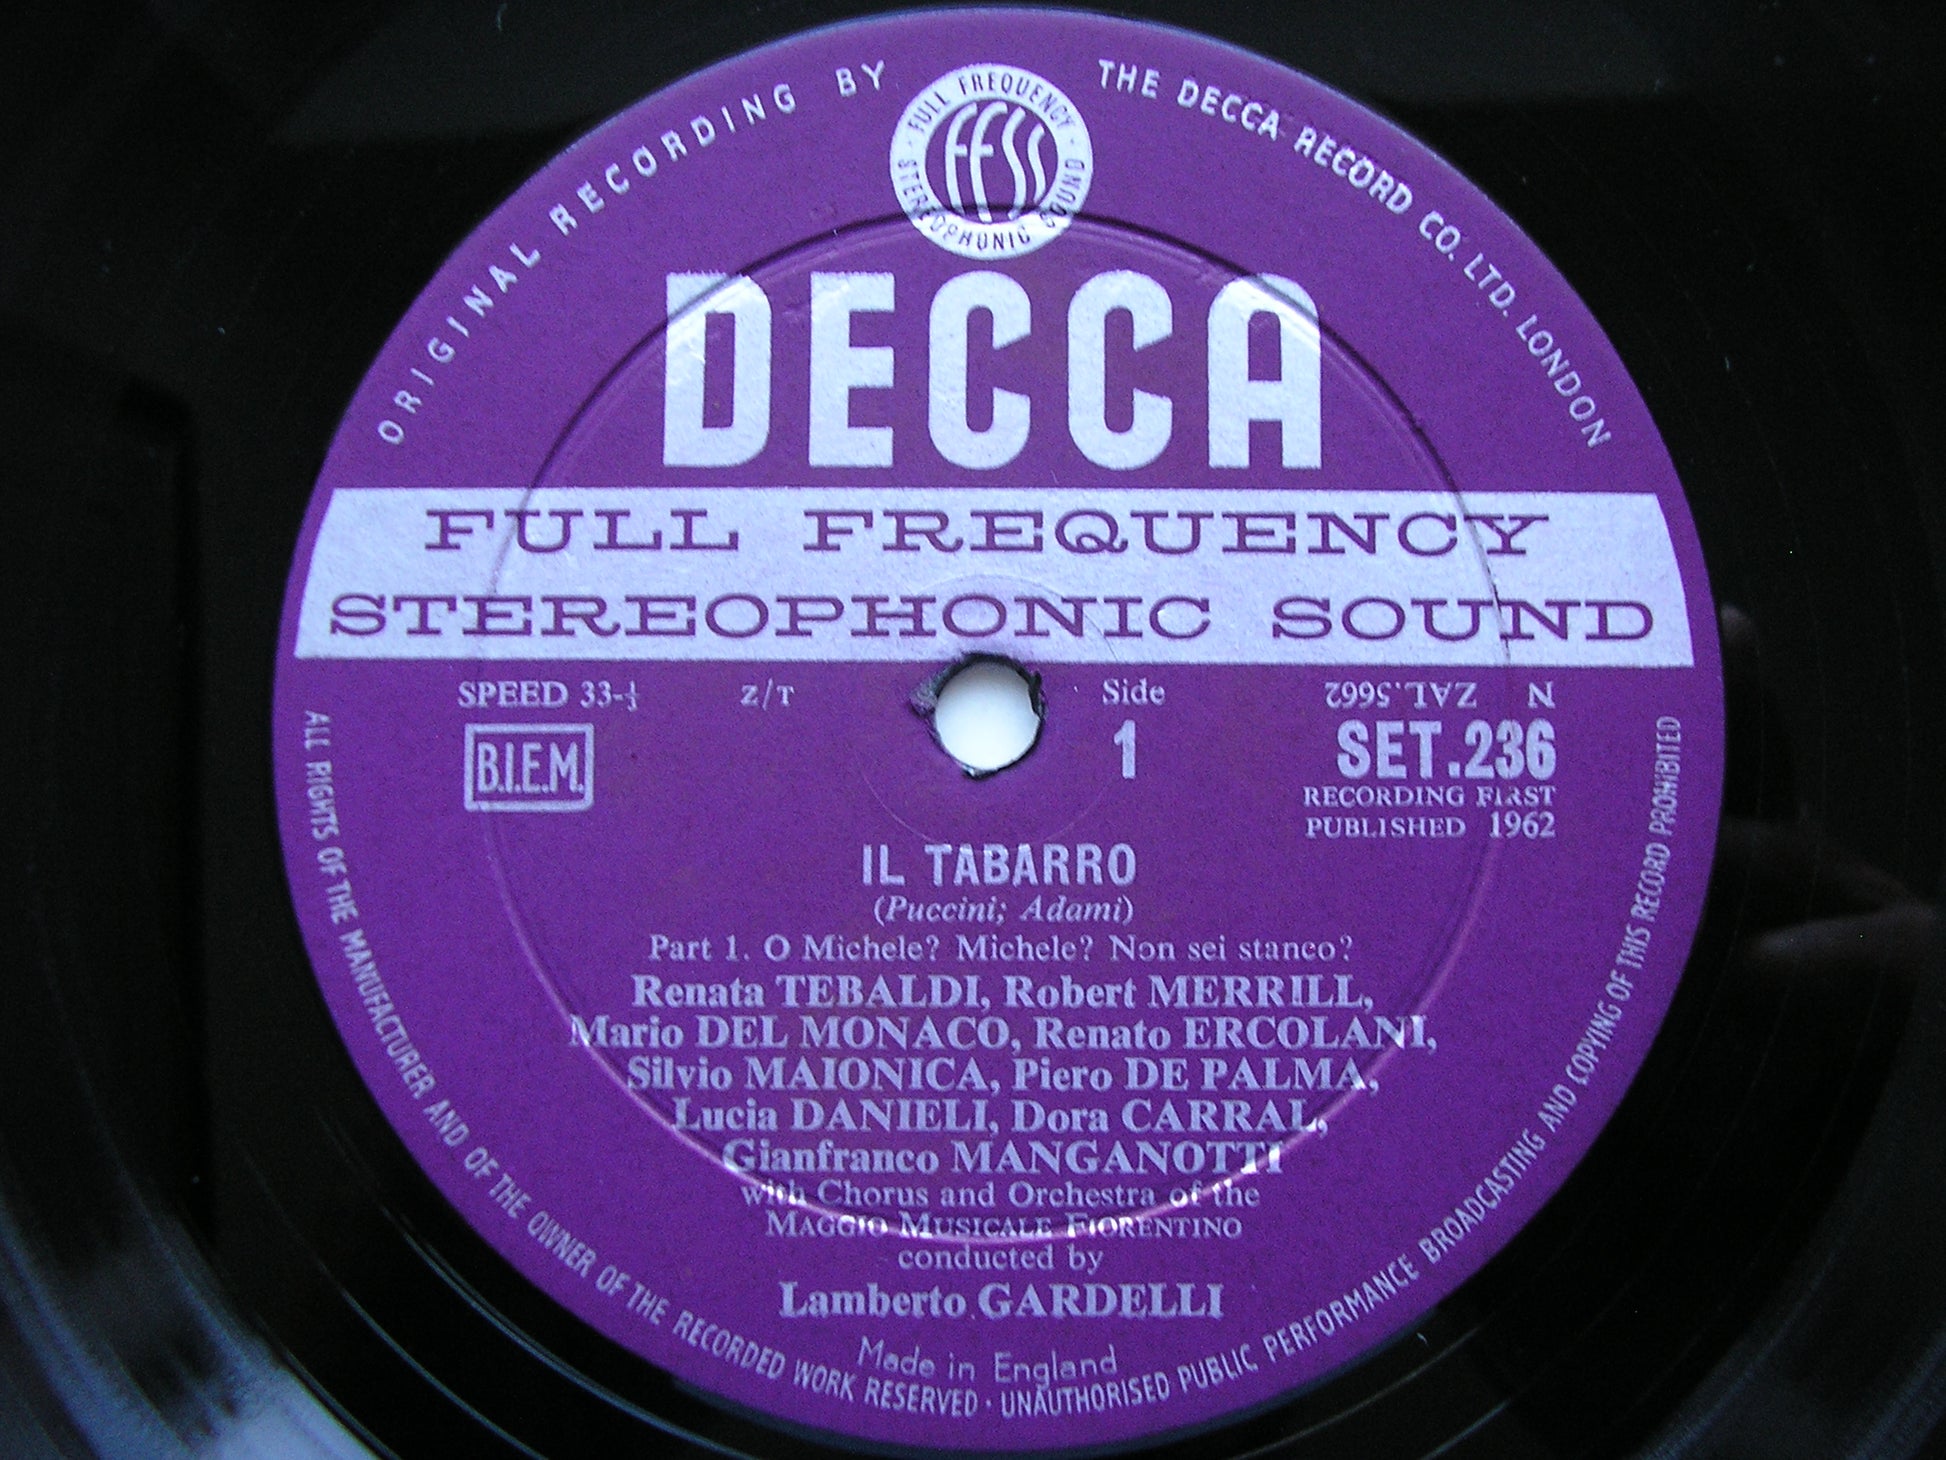 ORIGINAL RECORDING BY THE DECCA RECORD CO. LTD. LONDON
FULL FREQUENCY STEREOPHONIC SOUND
FFSS
DECCA
FULL FREQUENCY
STEREOPHONIC SOUND
SPEED 33-⅓ Z/T Side ZAL.5662 N
B.I.E.M. 1 SET.236
RECORDING FIRST
PUBLISHED 1962
IL TABARRO
(Puccini; Adami)
Part 1. O Michele? Michele? Non sei stanco?
Renata TEBALDI, Robert MERRILL,
Mario DEL MONACO, Renato ERCOLANI,
Silvio MAIONICA, Piero DE PALMA,
Lucia DANIELI, Dora CARRAL,
Gianfranco MANGANOTTI
with Chorus and Orchestra of the
MAGGIO MUSICALE FIORENTINO
conducted by
Lamberto GARDELLI
Made in England
ALL RIGHTS OF THE MANUFACTURER AND OF THE OWNER OF THE RECORDED WORK RESERVED · UNAUTHORISED PUBLIC PERFORMANCE BROADCASTING AND COPYING OF THIS RECORD PROHIBITED